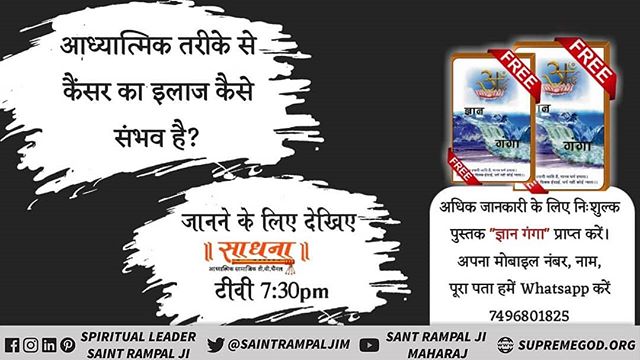 आध्यात्मिक तरीके से
कैंसर का इलाज कैसे
संभव है?
जानने के लिए देखिए
॥ साधना ॥
टीवी 7:30pm
FREE
FREE
ज्ञान
गंगा
FREE
गंगा
FREE
अधिक जानकारी के लिए निःशुल्क
पुस्तक "ज्ञान गंगा" प्राप्त करें।
अपना मोबाइल नंबर, नाम,
पूरा पता हमें Whatsapp करें
7496801825
SPIRITUAL LEADER
SAINT RAMPAL JI
@SAINTRAMPALJIM
SANT RAMPAL JI
MAHARAJ
SUPREMEGOD.ORG